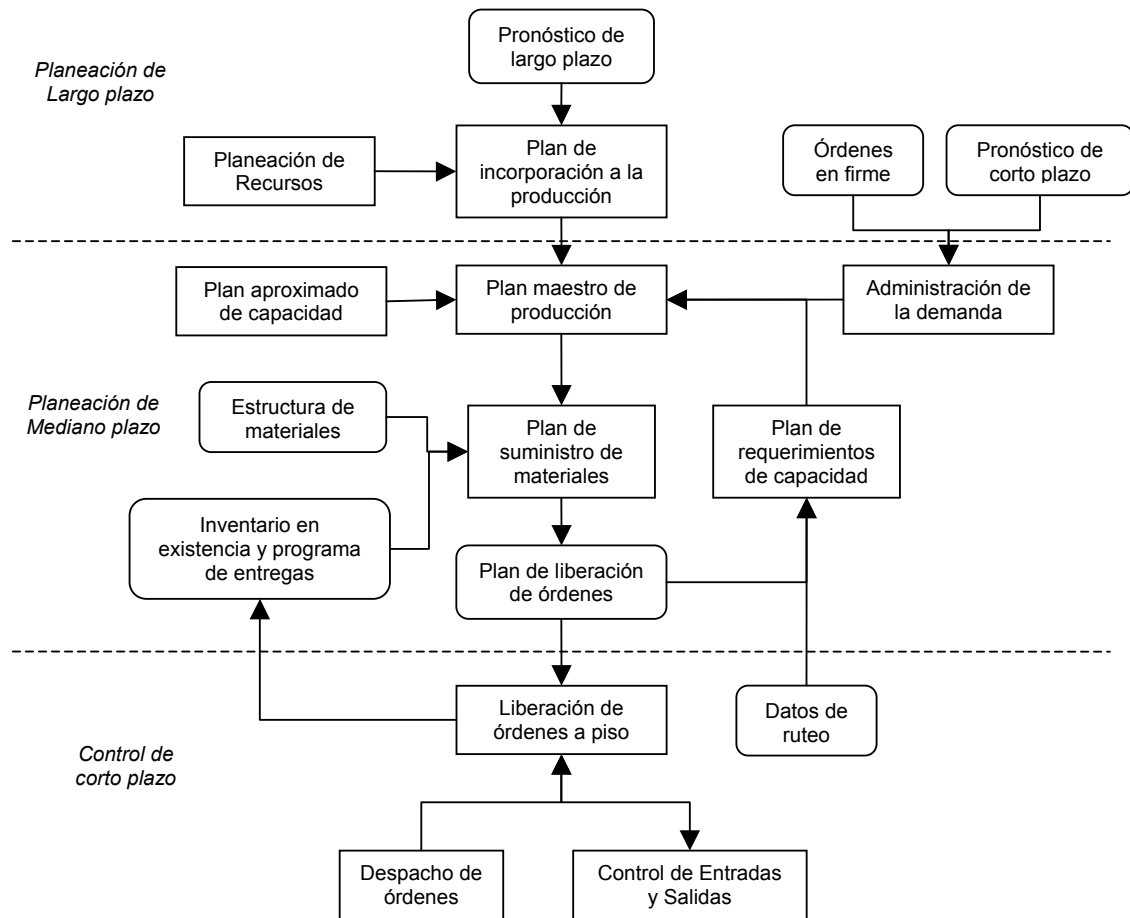 Pronóstico de
largo plazo
Planeación de
Largo plazo
Planeación de
Recursos
Plan de
incorporación a la
producción
Órdenes
en firme
Pronóstico de
corto plazo
Plan aproximado
de capacidad
Plan maestro de
producción
Administración de
la demanda
Planeación de
Mediano plazo
Estructura de
materiales
Plan de
suministro de
materiales
Plan de
requerimientos
de capacidad
Inventario en
existencia y programa
de entregas
Plan de liberación
de órdenes
Liberación de
órdenes a piso
Datos de
ruteo
Control de
corto plazo
Despacho de
órdenes
Control de Entradas
y Salidas